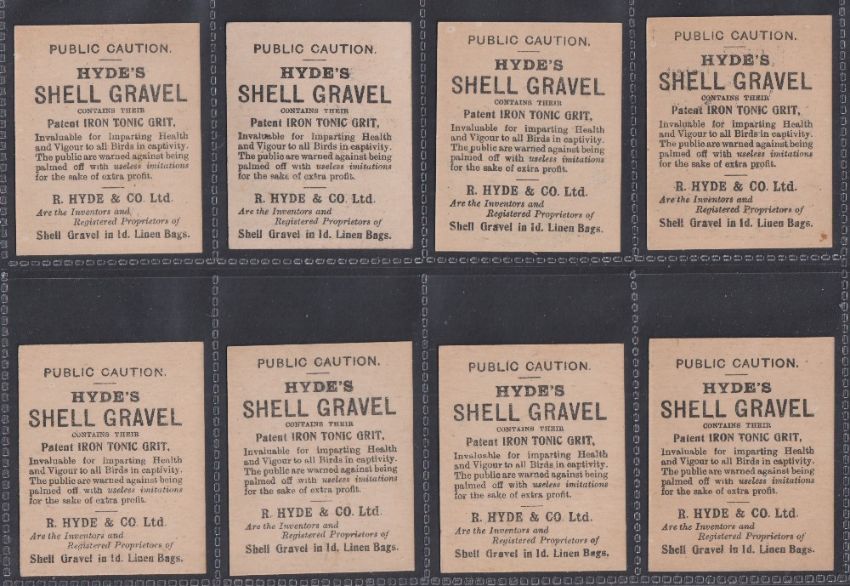 PUBLIC CAUTION.
HYDE'S
SHELL GRAVEL
CONTAINS THEIR
Patent IRON TONIC GRIT,
Invaluable for Imparting Health
and Vigour to all Birds in captivity.
The public are warned against being
palmed off with useless imitations
for the sake of extra profit.
R. HYDE & CO. Ltd.
Are the Inventors and
Registered Proprietors of
Shell Gravel in 1d. Linen Bags.
PUBLIC CAUTION.
HYDE'S
SHELL GRAVEL
CONTAINS THEIR
Patent IRON TONIC GRIT,
Invaluable for Imparting Health
and Vigour to all Birds in captivity.
The public are warned against being
palmed off with useless imitations
for the sake of extra profit.
R. HYDE & CO. Ltd.
Are the Inventors and
Registered Proprietors of
Shell Gravel in 1d. Linen Bags.
PUBLIC CAUTION.
HYDE'S
SHELL GRAVEL
CONTAINS THEIR
Patent IRON TONIC GRIT,
Invaluable for Imparting Health
and Vigour to all Birds in captivity.
The public are warned against being
palmed off with useless imitations
for the sake of extra profit.
R. HYDE & CO. Ltd.
Are the Inventors and
Registered Proprietors of
Shell Gravel in 1d. Linen Bags.
PUBLIC CAUTION.
HYDE'S
SHELL GRAVEL
CONTAINS THEIR
Patent IRON TONIC GRIT,
Invaluable for Imparting Health
and Vigour to all Birds in captivity.
The public are warned against being
palmed off with useless imitations
for the sake of extra profit.
R. HYDE & CO. Ltd.
Are the Inventors and
Registered Proprietors of
Shell Gravel in 1d. Linen Bags.
PUBLIC CAUTION.
HYDE'S
SHELL GRAVEL
CONTAINS THEIR
Patent IRON TONIC GRIT.
Invaluable for Imparting Health
and Vigour to all Birds in captivity.
The public are warned against being
palmed off with useless imitations
for the sake of extra profit.
R. HYDE & CO. Ltd.
Are the Inventors and
Registered Proprietors of
Shell Gravel in 1d. Linen Bags.
PUBLIC CAUTION.
HYDE'S
SHELL GRAVEL
CONTAINS THEIR
Patent IRON TONIC GRIT,
Invaluable for Imparting Health
and Vigour to all Birds in captivity.
The public are warned against being
palmed off with useless imitations
for the sake of extra profit.
R. HYDE & CO. Ltd.
Are the Inventors and
Registered Proprietors of
Shell Gravel in 1d. Linen Bags.
PUBLIC CAUTION.
HYDE'S
SHELL GRAVEL
CONTAINS THEIR
Patent IRON TONIC GRIT,
Invaluable for Imparting Health
and Vigour to all Birds in captivity.
The public are warned against being
palmed off with useless imitations
for the sake of extra profit.
R. HYDE & CO. Ltd.
Are the Inventors and
Registered Proprietors of
Shell Gravel in 1d. Linen Bags.
PUBLIC CAUTION.
HYDE'S
SHELL GRAVEL
CONTAINS THEIR
Patent IRON TONIC GRIT,
Invaluable for Imparting Health
and Vigour to all Birds in captivity.
The public are warned against being
palmed off with useless imitations
for the sake of extra profit.
R. HYDE & CO. Ltd.
Are the Inventors and
Registered Proprietors of
Shell Gravel in 1d. Linen Bags.